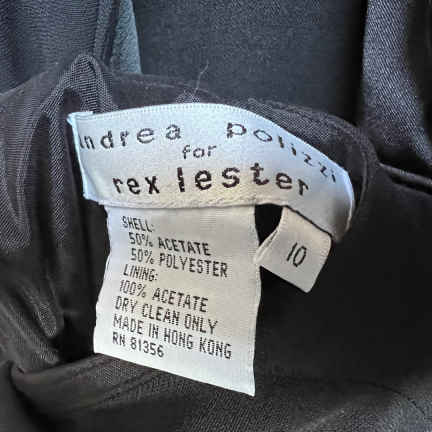 andrea polizzi
for
rex lester
10
SHELL:
50% ACETATE
50% POLYESTER
LINING:
100% ACETATE
DRY CLEAN ONLY
MADE IN HONG KONG
RN 81356